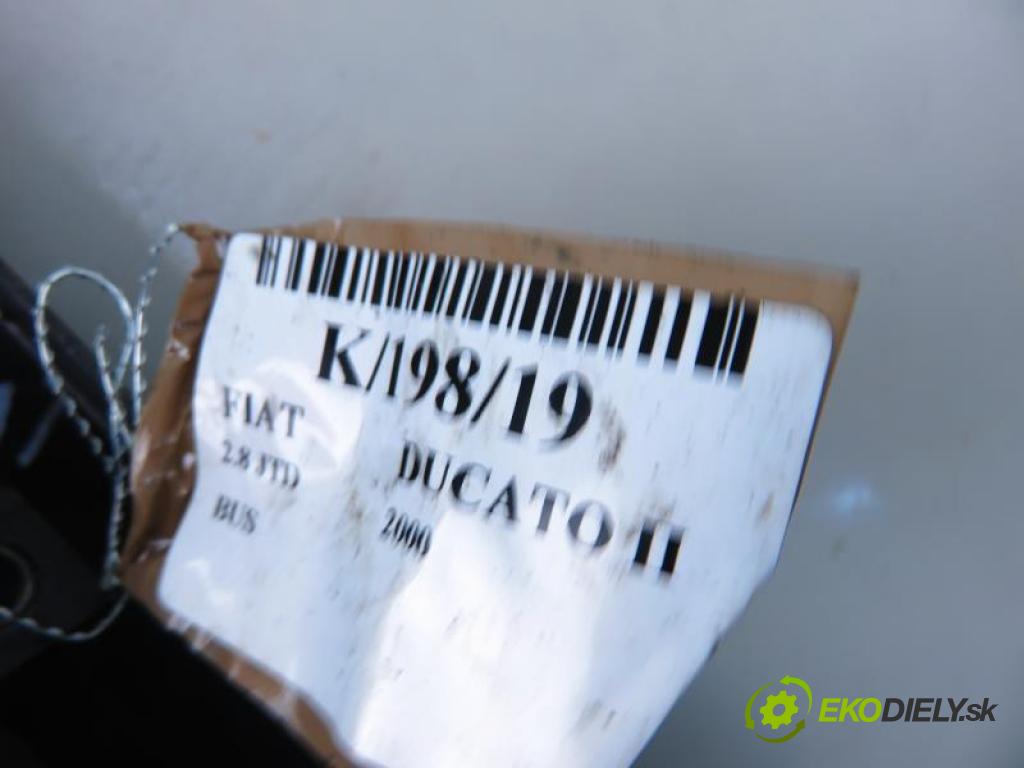 K/198/19
FIAT DUCATO II
2.8 JTD 2000
BUS
EKODIELY.sk